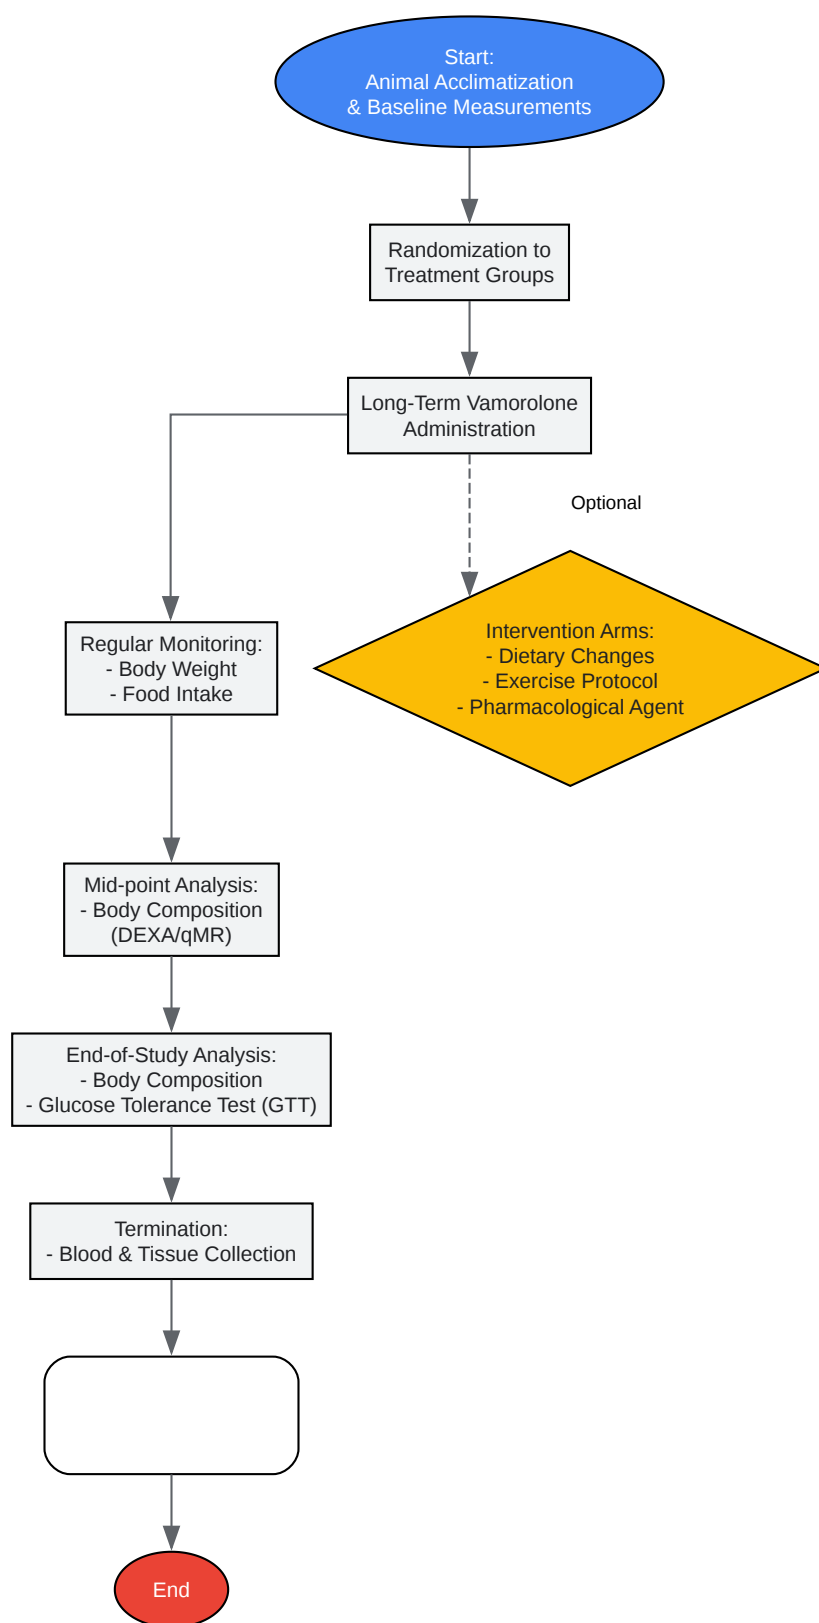 Start:
Animal Acclimatization
& Baseline Measurements
Randomization to
Treatment Groups
Long-Term Vamorolone
Administration
Optional
Intervention Arms:
- Dietary Changes
- Exercise Protocol
- Pharmacological Agent
Regular Monitoring:
- Body Weight
- Food Intake
Mid-point Analysis:
- Body Composition
(DEXA/qMR)
End-of-Study Analysis:
- Body Composition
- Glucose Tolerance Test (GTT)
Termination:
- Blood & Tissue Collection
End